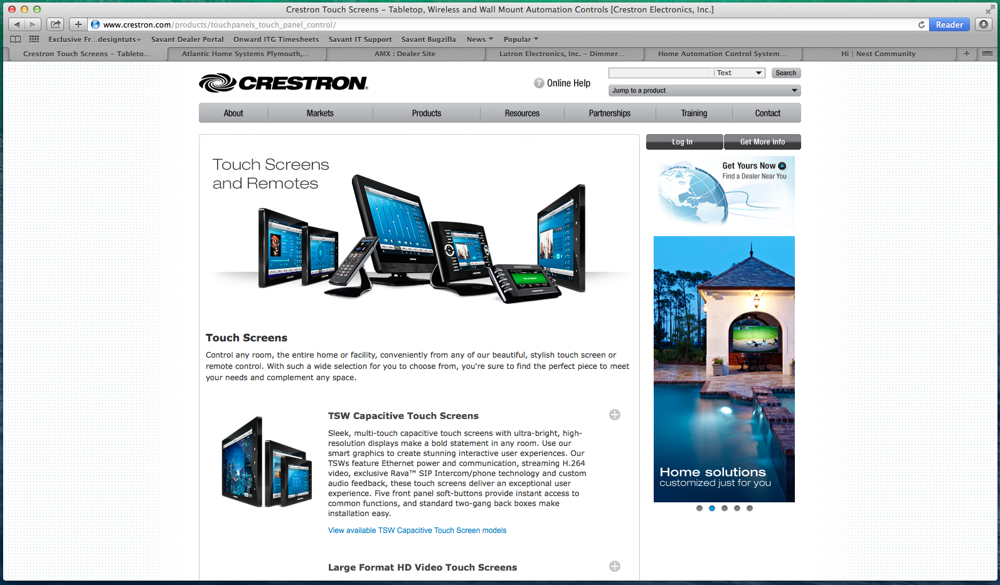 Crestron Touch Screens – Tabletop, Wireless and Wall Mount Automation Controls [Crestron Electronics, Inc.]
www.crestron.com/products/touchpanels_touch_panel_control/
Reader
Exclusive Fr...designtuts+ Savant Dealer Portal Onward ITG Timesheets Savant IT Support Savant Bugzilla News Popular
Crestron Touch Screens – Tableto... Atlantic Home Systems Plymouth,... AMX : Dealer Site Lutron Electronics, Inc. – Dimmer... Home Automation Control System... Hi | Nest Community
CRESTRON
? Online Help
Text
Search
Jump to a product
About Markets Products Resources Partnerships Training Contact
Log In Get More Info
Touch Screens
and Remotes
Get Yours Now
Find a Dealer Near You
CRESTRON
Touch Screens
Control any room, the entire home or facility, conveniently from any of our beautiful, stylish touch screen or
remote control. With such a wide selection for you to choose from, you're sure to find the perfect piece to meet
your needs and complement any space.
TSW Capacitive Touch Screens
Sleek, multi-touch capacitive touch screens with ultra-bright, high-
resolution displays make a bold statement in any room. Use our
smart graphics to create stunning interactive user experiences. Our
TSWs feature Ethernet power and communication, streaming H.264
video, exclusive Rava™ SIP Intercom/phone technology and custom
audio feedback, these touch screens deliver an exceptional user
experience. Five front panel soft-buttons provide instant access to
common functions, and standard two-gang back boxes make
installation easy.
View available TSW Capacitive Touch Screen models
Home solutions
customized just for you
Large Format HD Video Touch Screens